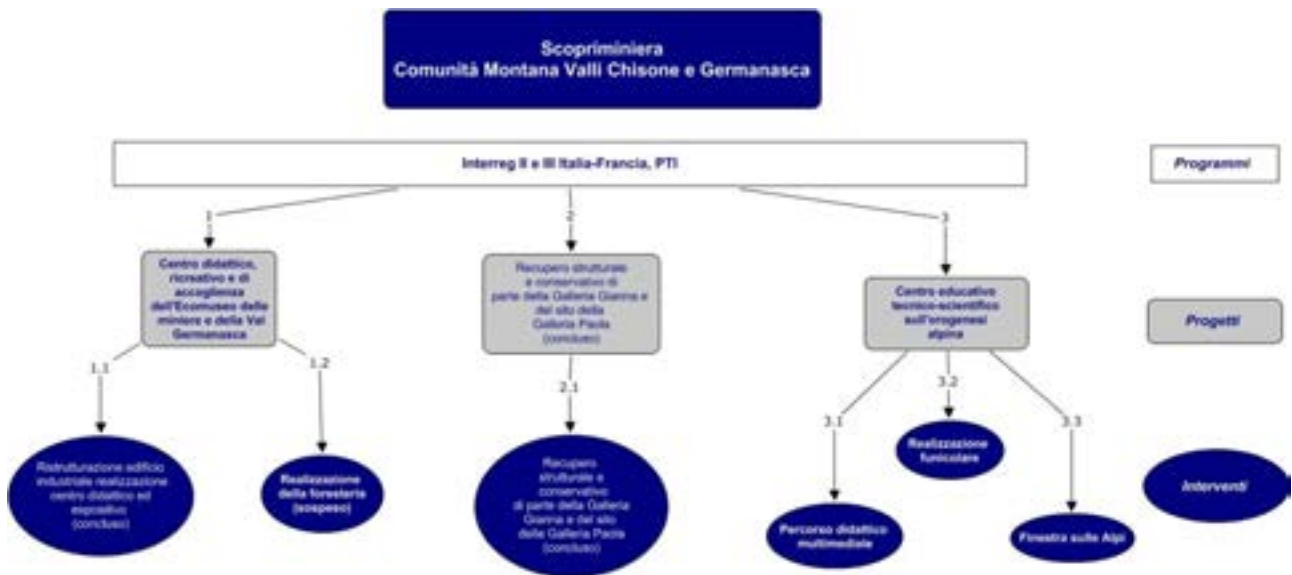 Scopriminiera
Comunità Montana Valli Chisone e Germanasca
Interreg II e III Italia-Francia, PTI
Programmi
1
2
3
Centro didattico,
ricreativo e di
accoglienza
dell'Ecomuseo delle
miniere e della Val
Germanasca
Recupero strutturale
e conservativo di
parte della Galleria Gianna e
del sito della
Galleria Paola
(concluso)
Centro educativo
tecnico-scientifico
sull'orogenesi
alpina
Progetti
1.1
1.2
2.1
3.1
3.2
3.3
Ristrutturazione edificio
industriale realizzazione
centro didattico ed
espositivo
(concluso)
Realizzazione
della foresteria
(sospeso)
Recupero
strutturale e
conservativo
di parte della Galleria
Gianna e del sito
della Galleria Paola
(concluso)
Percorso didattico
multimediale
Realizzazione
funicolare
Finestra sulle Alpi
Interventi